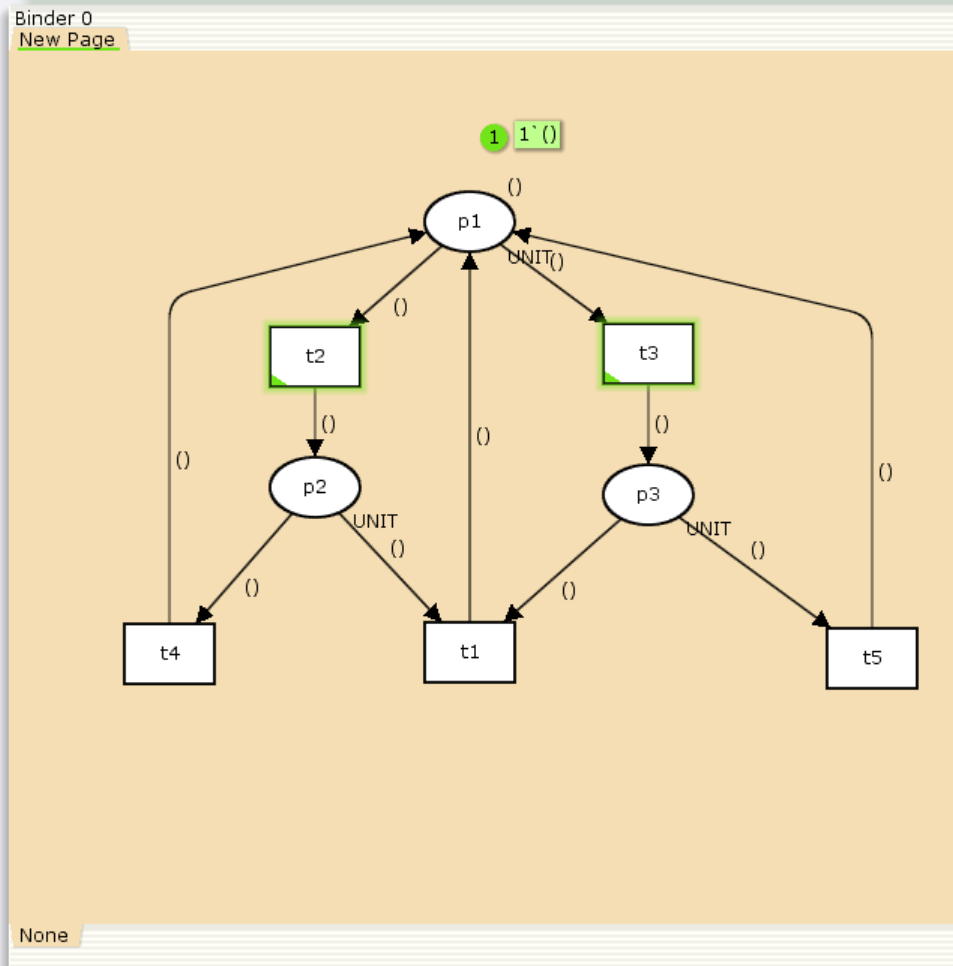 Binder 0
New Page
1 1`()
()
p1
UNIT()
()
t2
t3
()
()
()
()
()
p2
p3
UNIT
UNIT
()
()
()
()
t4
t1
t5
None